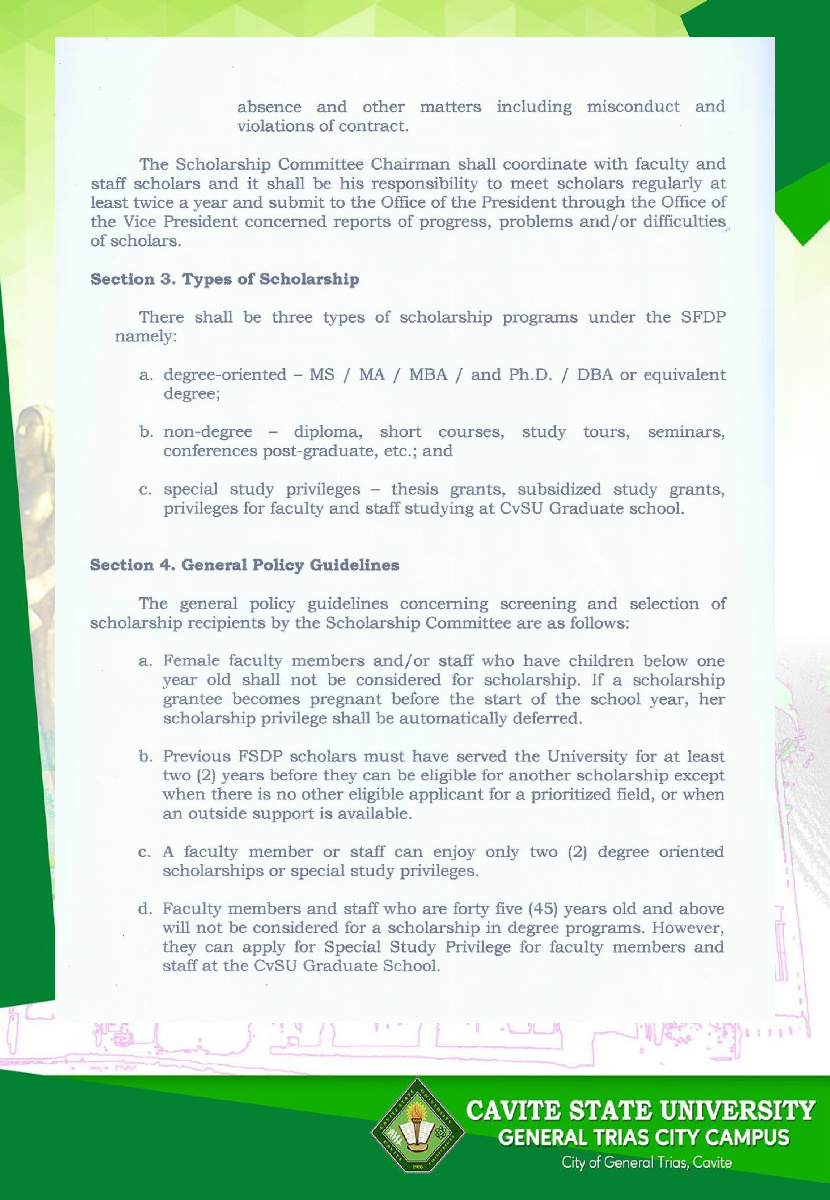 absence and other matters including misconduct and
violations of contract.
The Scholarship Committee Chairman shall coordinate with faculty and
staff scholars and it shall be his responsibility to meet scholars regularly at
least twice a year and submit to the Office of the President through the Office of
the Vice President concerned reports of progress, problems and/or difficulties
of scholars.
Section 3. Types of Scholarship
There shall be three types of scholarship programs under the SFDP
namely:
a. degree-oriented – MS / MA / MBA / and Ph.D. / DBA or equivalent
degree;
b. non-degree – diploma, short courses, study tours, seminars,
conferences post-graduate, etc.; and
c. special study privileges – thesis grants, subsidized study grants,
privileges for faculty and staff studying at CvSU Graduate school.
Section 4. General Policy Guidelines
The general policy guidelines concerning screening and selection of
scholarship recipients by the Scholarship Committee are as follows:
a. Female faculty members and/or staff who have children below one
year old shall not be considered for scholarship. If a scholarship
grantee becomes pregnant before the start of the school year, her
scholarship privilege shall be automatically deferred.
b. Previous FSDP scholars must have served the University for at least
two (2) years before they can be eligible for another scholarship except
when there is no other eligible applicant for a prioritized field, or when
an outside support is available.
c. A faculty member or staff can enjoy only two (2) degree oriented
scholarships or special study privileges.
d. Faculty members and staff who are forty five (45) years old and above
will not be considered for a scholarship in degree programs. However,
they can apply for Special Study Privilege for faculty members and
staff at the CvSU Graduate School.
CAVITE STATE UNIVERSITY
GENERAL TRIAS CITY CAMPUS
City of General Trias, Cavite